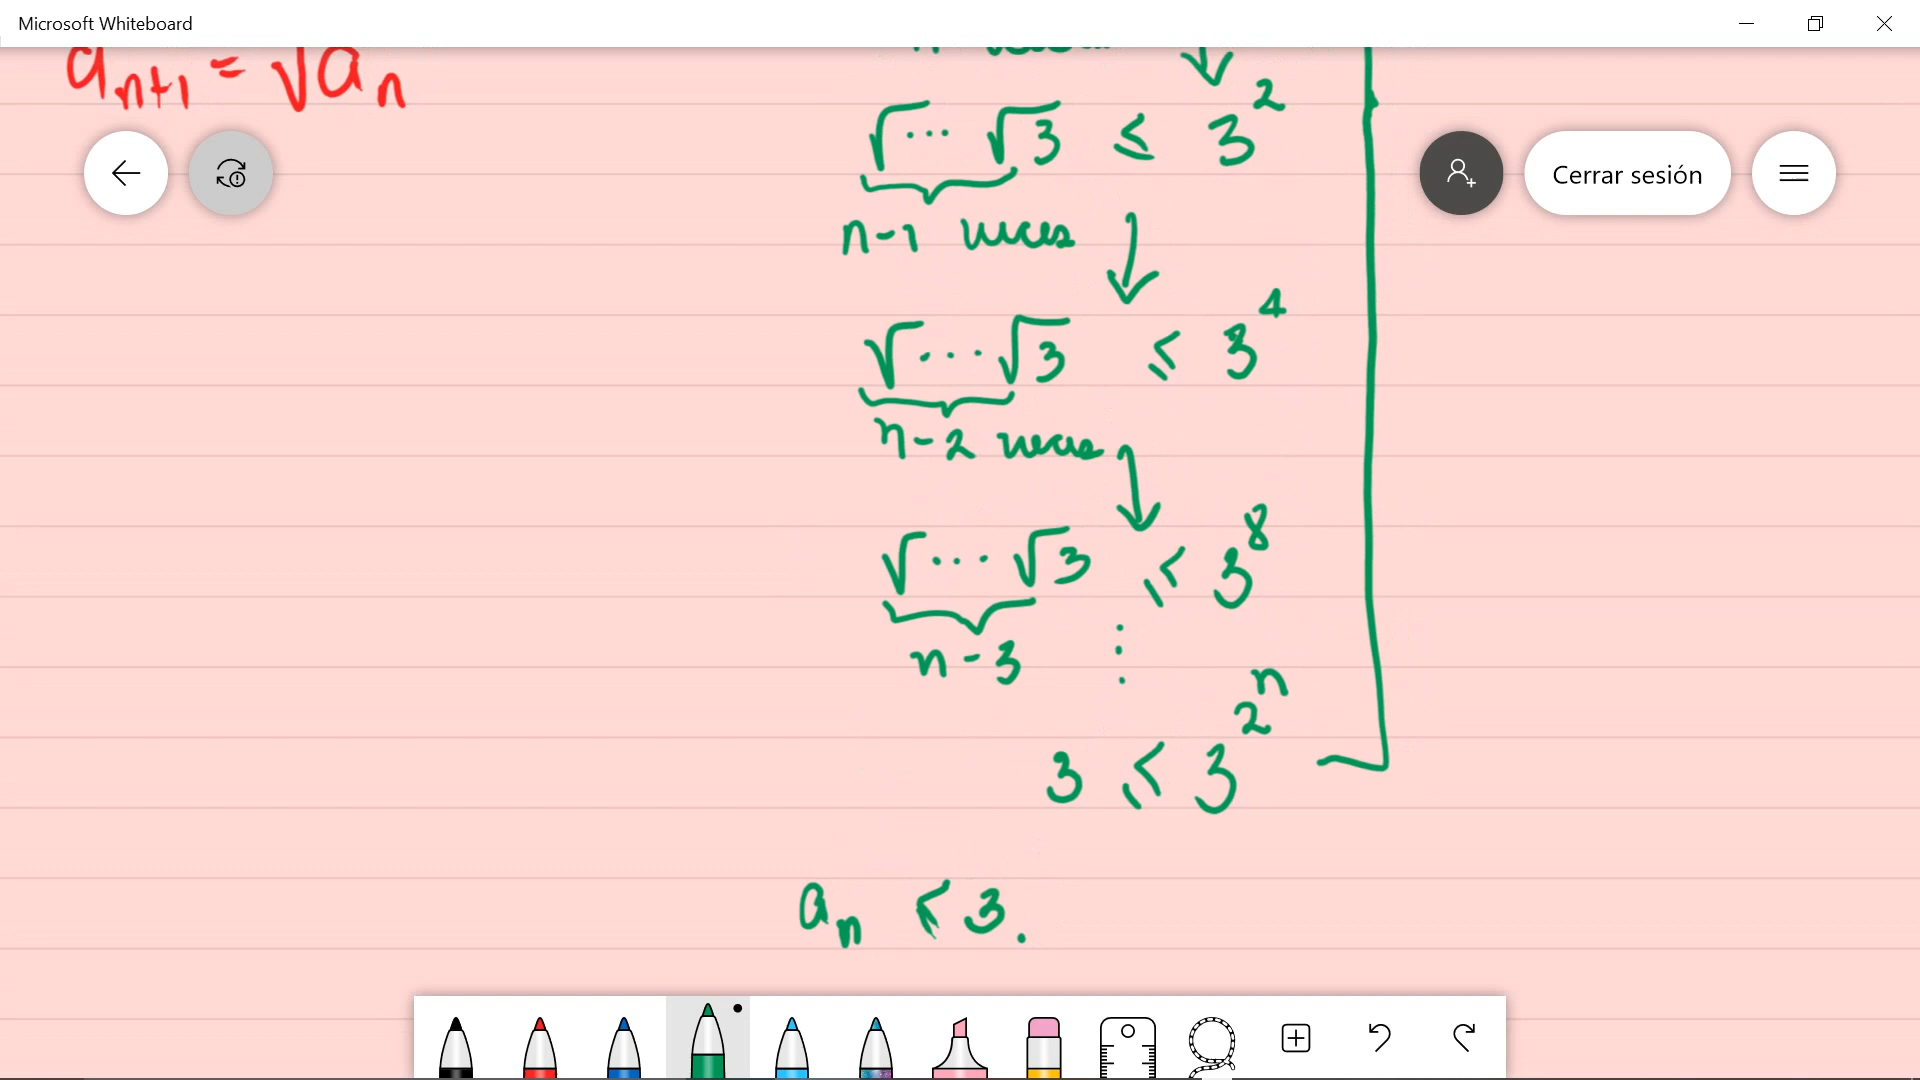 Microsoft Whiteboard
a_{n+1} = √a_n
√⋯√3 ≤ 3^2
n-1 veces
Cerrar sesión
√⋯√3 ≤ 3^4
n-2 veces
√⋯√3 ≤ 3^8
n-3
⋮
3 ≤ 3^{2^n}
a_n ≤ 3.